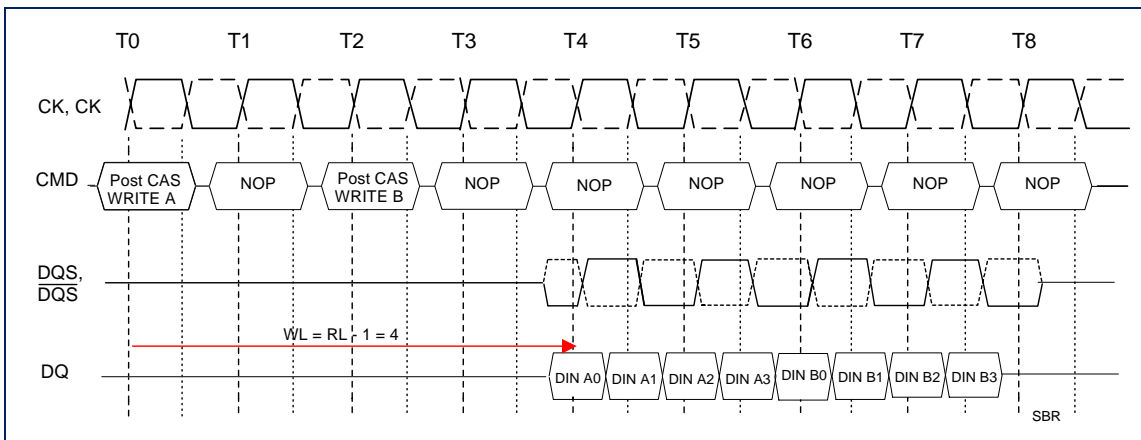 T0 T1 T2 T3 T4 T5 T6 T7 T8
CK, CK
CMD
Post CAS
WRITE A
NOP
Post CAS
WRITE B
NOP
NOP
NOP
NOP
NOP
NOP
DQS,
DQS
WL = RL - 1 = 4
DQ
DIN A0 DIN A1 DIN A2 DIN A3 DIN B0 DIN B1 DIN B2 DIN B3
SBR